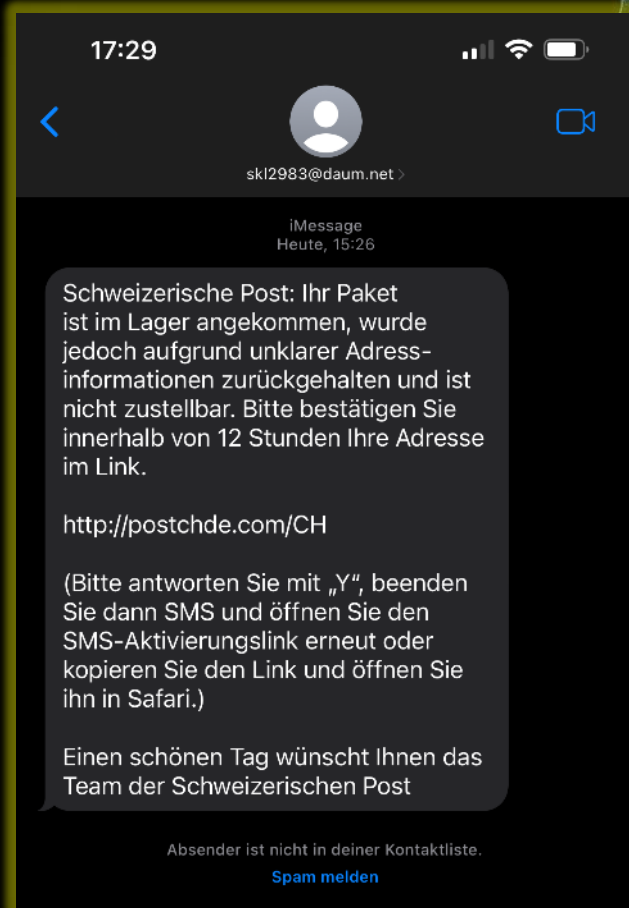 17:29
skl2983@daum.net
iMessage
Heute, 15:26
Schweizerische Post: Ihr Paket
ist im Lager angekommen, wurde
jedoch aufgrund unklarer Adress-
informationen zurückgehalten und ist
nicht zustellbar. Bitte bestätigen Sie
innerhalb von 12 Stunden Ihre Adresse
im Link.
http://postchde.com/CH
(Bitte antworten Sie mit „Y“, beenden
Sie dann SMS und öffnen Sie den
SMS-Aktivierungslink erneut oder
kopieren Sie den Link und öffnen Sie
ihn in Safari.)
Einen schönen Tag wünscht Ihnen das
Team der Schweizerischen Post
Absender ist nicht in deiner Kontaktliste.
Spam melden